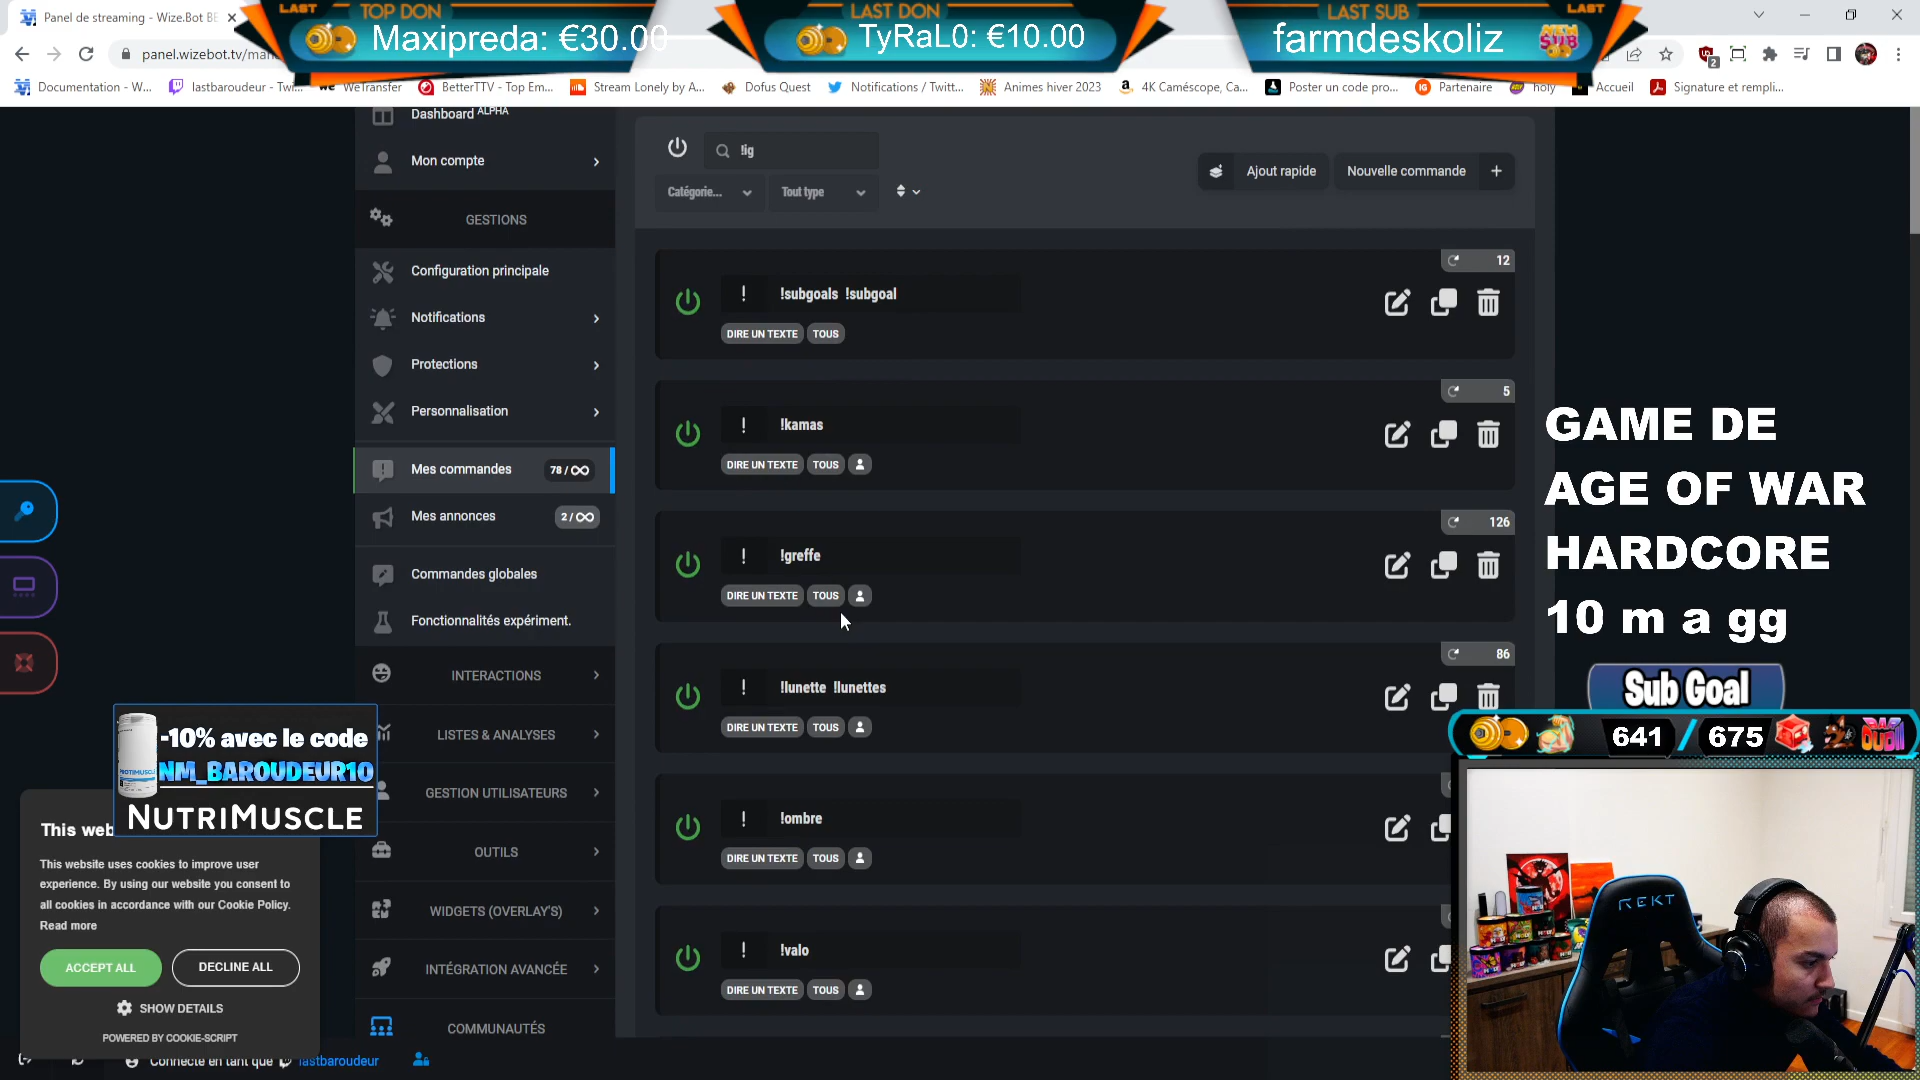 Panel de streaming - Wize.Bot BE
LAST
TOP DON
Maxipreda: €30.00
LAST DON
TyRaL0: €10.00
LAST SUB
LAST
farmdeskoliz
NEW
SUB
panel.wizebot.tv/man
2
Documentation - W...
lastbaroudeur - Twi...
WeTransfer
BetterTTV - Top Em...
Stream Lonely by A...
Dofus Quest
Notifications / Twitt...
Animes hiver 2023
4K Caméscope, Ca...
Poster un code pro...
Partenaire
holy
Accueil
Signature et rempli...
Dashboard ALPHA
Mon compte
GESTIONS
Configuration principale
Notifications
Protections
Personnalisation
Mes commandes 78 / ∞
Mes annonces 2 / ∞
Commandes globales
Fonctionnalités expériment.
INTERACTIONS
LISTES & ANALYSES
GESTION UTILISATEURS
OUTILS
WIDGETS (OVERLAY'S)
INTÉGRATION AVANCÉE
COMMUNAUTÉS
!ig
Catégorie...
Tout type
Ajout rapide
Nouvelle commande +
12
! !subgoals !subgoal
DIRE UN TEXTE TOUS
5
! !kamas
DIRE UN TEXTE TOUS
126
! !greffe
DIRE UN TEXTE TOUS
86
! !lunette !lunettes
DIRE UN TEXTE TOUS
! !ombre
DIRE UN TEXTE TOUS
! !valo
DIRE UN TEXTE TOUS
GAME DE
AGE OF WAR
HARDCORE
10 m a gg
Sub Goal
641 / 675
REKT
-10% avec le code
NM_BAROUDEUR10
NUTRIMUSCLE
This web
This website uses cookies to improve user
experience. By using our website you consent to
all cookies in accordance with our Cookie Policy.
Read more
ACCEPT ALL
DECLINE ALL
SHOW DETAILS
POWERED BY COOKIE-SCRIPT
Connecté en tant que lastbaroudeur